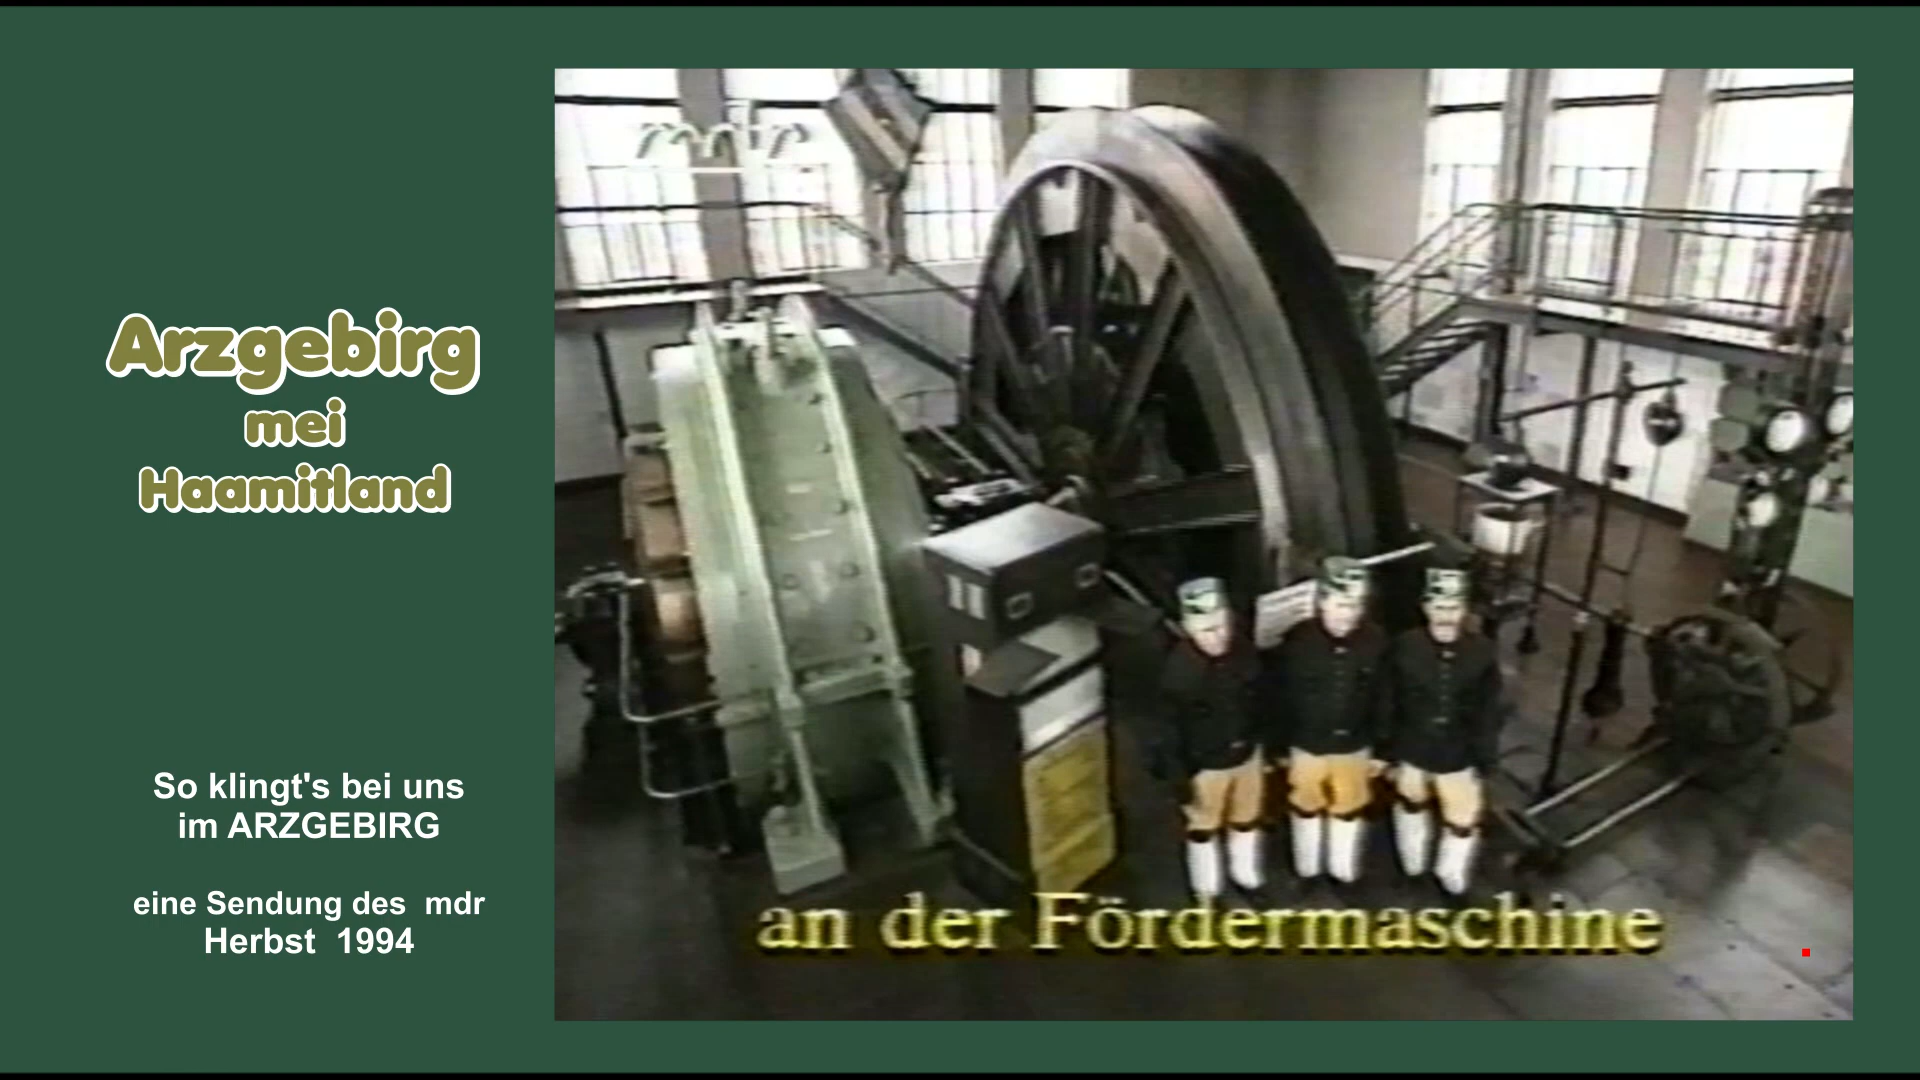 Arzgebirg
mei
Haamitland
So klingt's bei uns
im ARZGEBIRG
eine Sendung des mdr
Herbst 1994
mdr
an der Fördermaschine